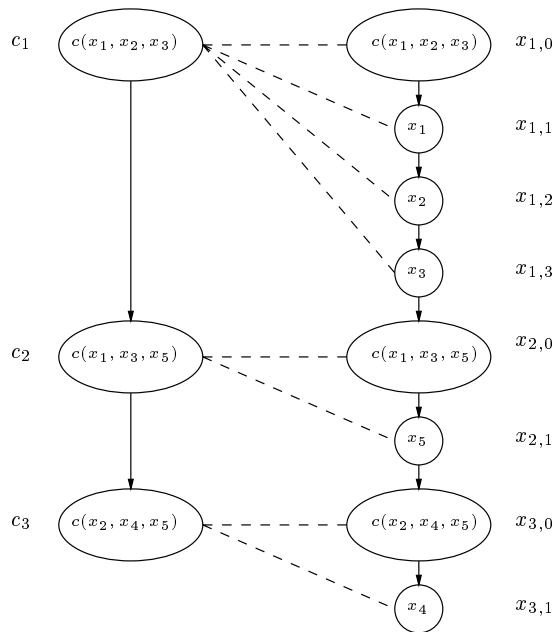 c₁ c(x₁, x₂, x₃) c(x₁, x₂, x₃) x₁,₀
x₁ x₁,₁
x₂ x₁,₂
x₃ x₁,₃
c₂ c(x₁, x₃, x₅) c(x₁, x₃, x₅) x₂,₀
x₅ x₂,₁
c₃ c(x₂, x₄, x₅) c(x₂, x₄, x₅) x₃,₀
x₄ x₃,₁